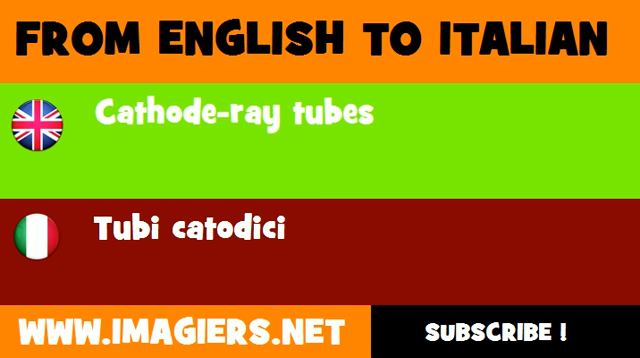 FROM ENGLISH TO ITALIAN
Cathode-ray tubes
Tubi catodici
WWW.IMAGIERS.NET
SUBSCRIBE !